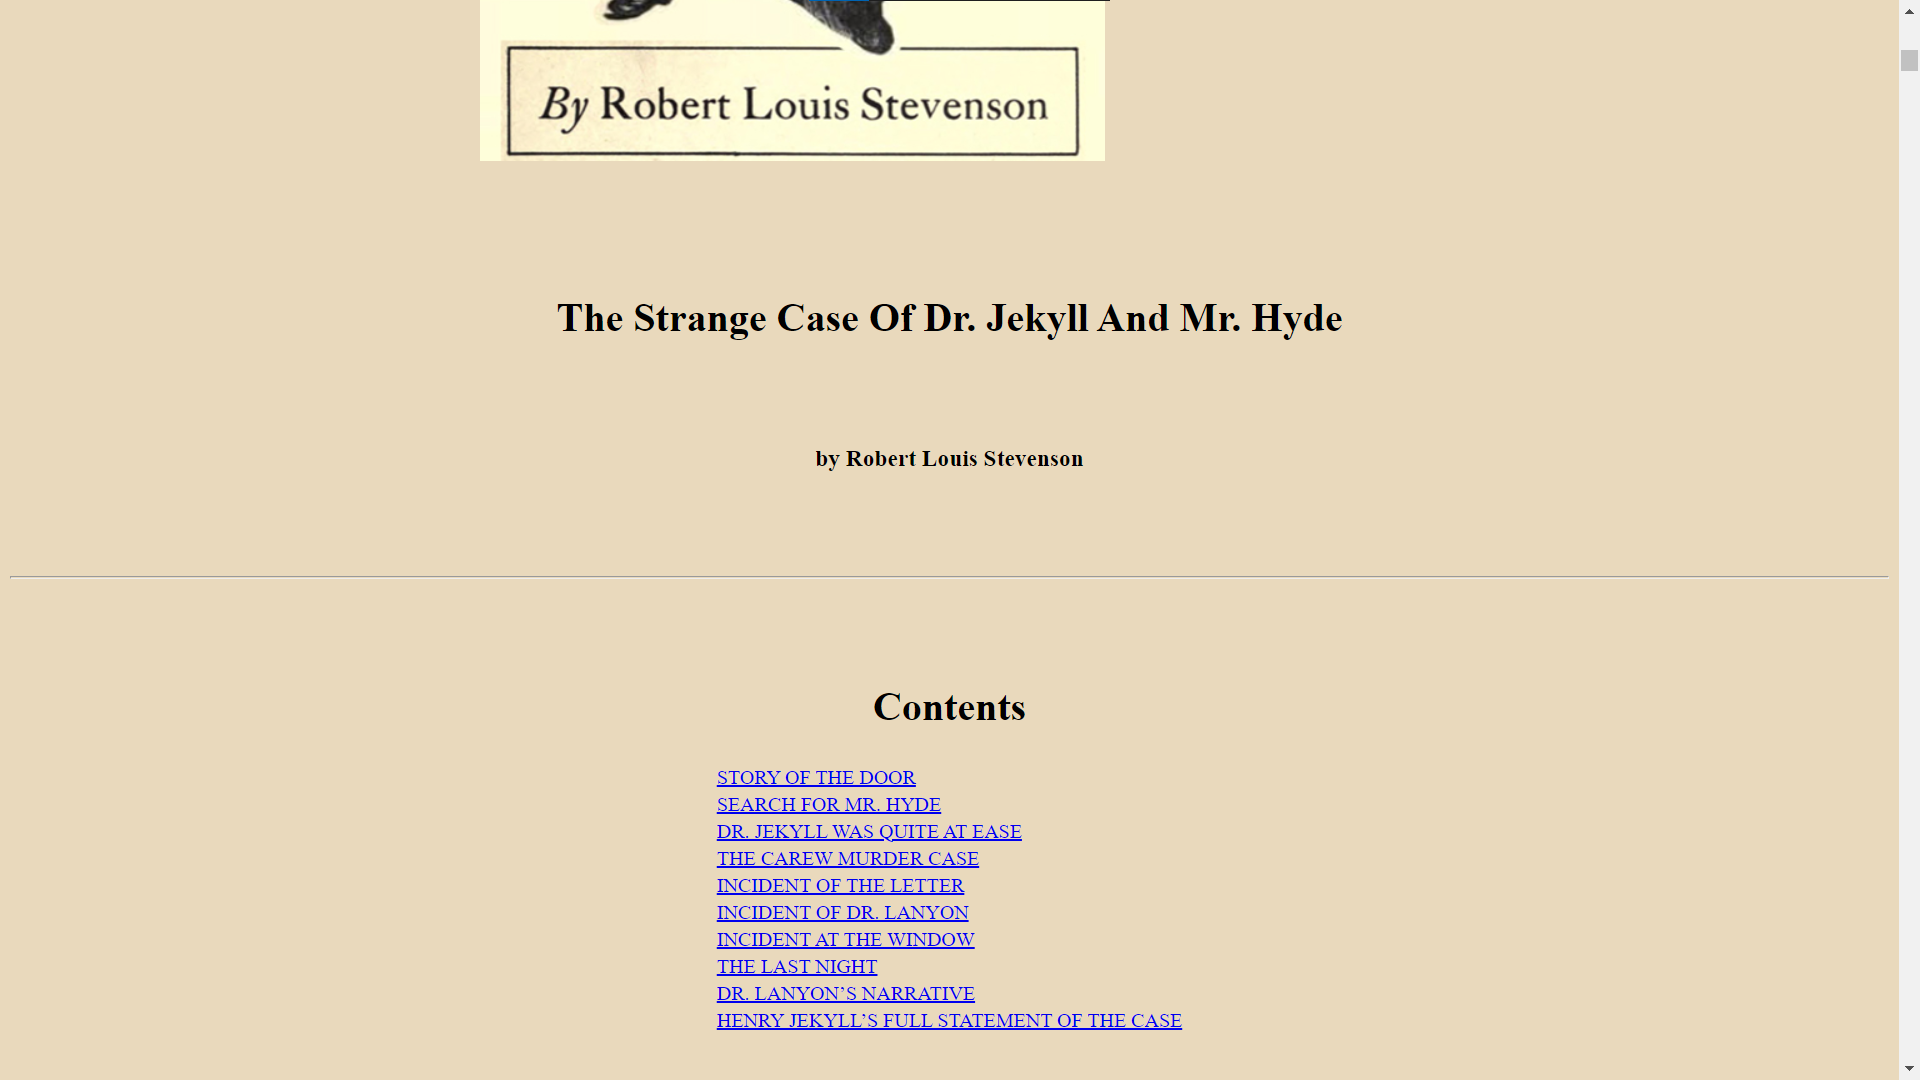 By Robert Louis Stevenson
The Strange Case Of Dr. Jekyll And Mr. Hyde
by Robert Louis Stevenson
Contents
STORY OF THE DOOR
SEARCH FOR MR. HYDE
DR. JEKYLL WAS QUITE AT EASE
THE CAREW MURDER CASE
INCIDENT OF THE LETTER
INCIDENT OF DR. LANYON
INCIDENT AT THE WINDOW
THE LAST NIGHT
DR. LANYON’S NARRATIVE
HENRY JEKYLL’S FULL STATEMENT OF THE CASE